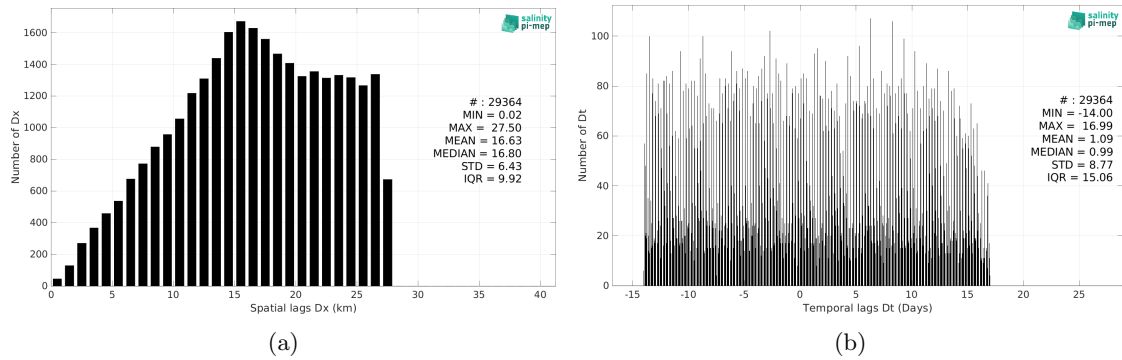 1600
1400
1200
1000
800
600
400
200
0
Number of Dx
0 5 10 15 20 25 30 35 40
Spatial lags Dx (km)
salinity
pi-mep
# : 29364
MIN = 0.02
MAX = 27.50
MEAN = 16.63
MEDIAN = 16.80
STD = 6.43
IQR = 9.92
(a)
100
80
60
40
20
0
Number of Dt
-15 -10 -5 0 5 10 15 20 25
Temporal lags Dt (Days)
salinity
pi-mep
# : 29364
MIN = -14.00
MAX = 16.99
MEAN = 1.09
MEDIAN = 0.99
STD = 8.77
IQR = 15.06
(b)